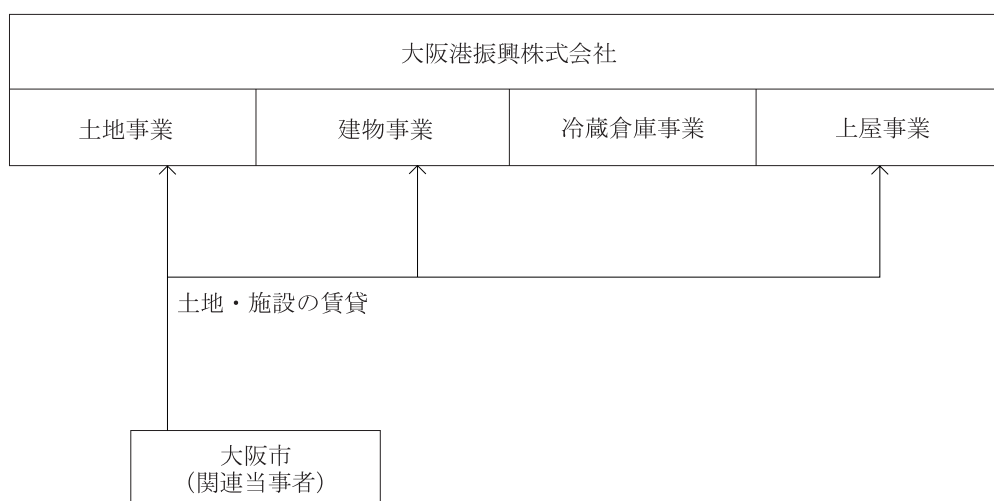 大阪港振興株式会社
土地事業
建物事業
冷蔵倉庫事業
上屋事業
土地・施設の賃貸
大阪市
（関連当事者）